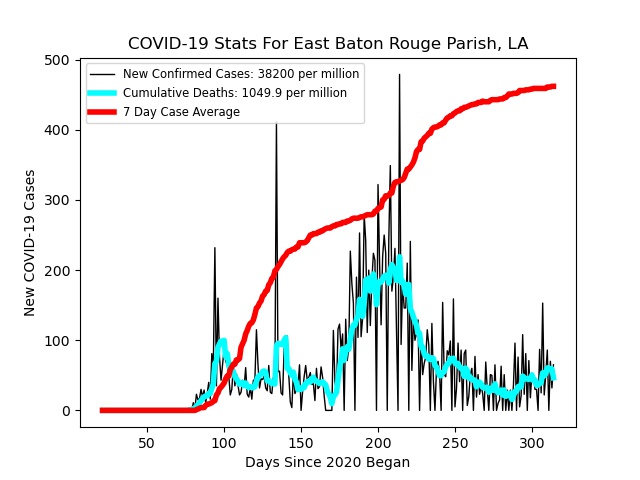 COVID-19 Stats For East Baton Rouge Parish, LA
500
400
300
200
100
0
New COVID-19 Cases
New Confirmed Cases: 38200 per million
Cumulative Deaths: 1049.9 per million
7 Day Case Average
50 100 150 200 250 300
Days Since 2020 Began